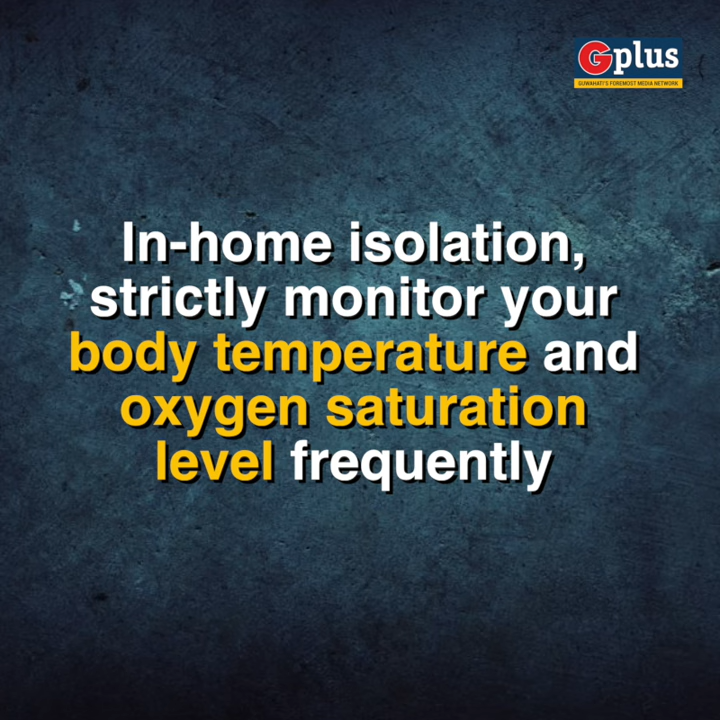 Gplus
GUWAHATI'S FOREMOST MEDIA NETWORK
In-home isolation,
strictly monitor your
body temperature and
oxygen saturation
level frequently